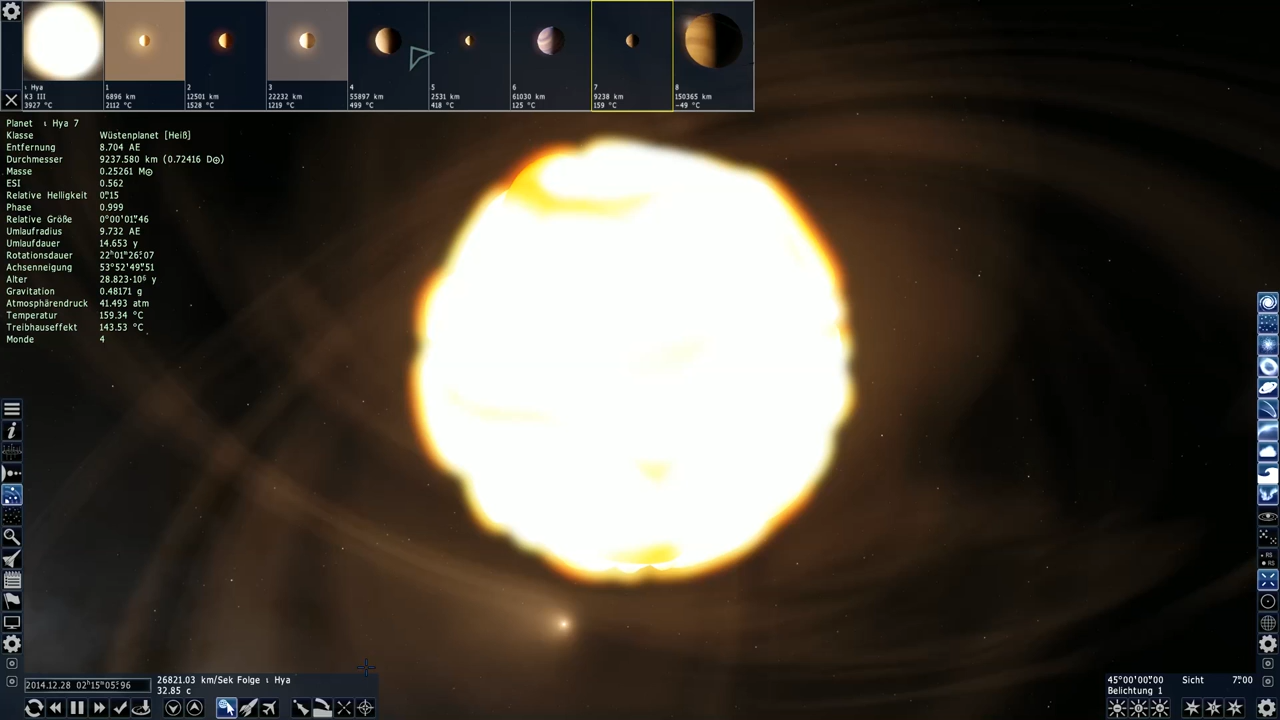 ι Hya
K3 III
3927 °C
1
6896 km
2112 °C
2
12501 km
1528 °C
3
22232 km
1219 °C
4
55897 km
499 °C
5
2531 km
418 °C
6
61030 km
125 °C
7
9238 km
159 °C
8
150365 km
-49 °C
Planet ι Hya 7
Klasse Wüstenplanet [Heiß]
Entfernung 8.704 AE
Durchmesser 9237.580 km (0.72416 D⊕)
Masse 0.25261 M⊕
ESI 0.562
Relative Helligkeit 0ᵐ15
Phase 0.999
Relative Größe 0°00'01"46
Umlaufradius 9.732 AE
Umlaufdauer 14.653 y
Rotationsdauer 22ʰ01ᵐ26ˢ07
Achsenneigung 53°52'49"51
Alter 28.823·10⁶ y
Gravitation 0.48171 g
Atmosphärendruck 41.493 atm
Temperatur 159.34 °C
Treibhauseffekt 143.53 °C
Monde 4
RS
RS
2014.12.28 02ʰ15ᵐ05ˢ96
26821.03 km/Sek Folge ι Hya
32.85 c
45°00'00"00 Sicht 7"00
Belichtung 1